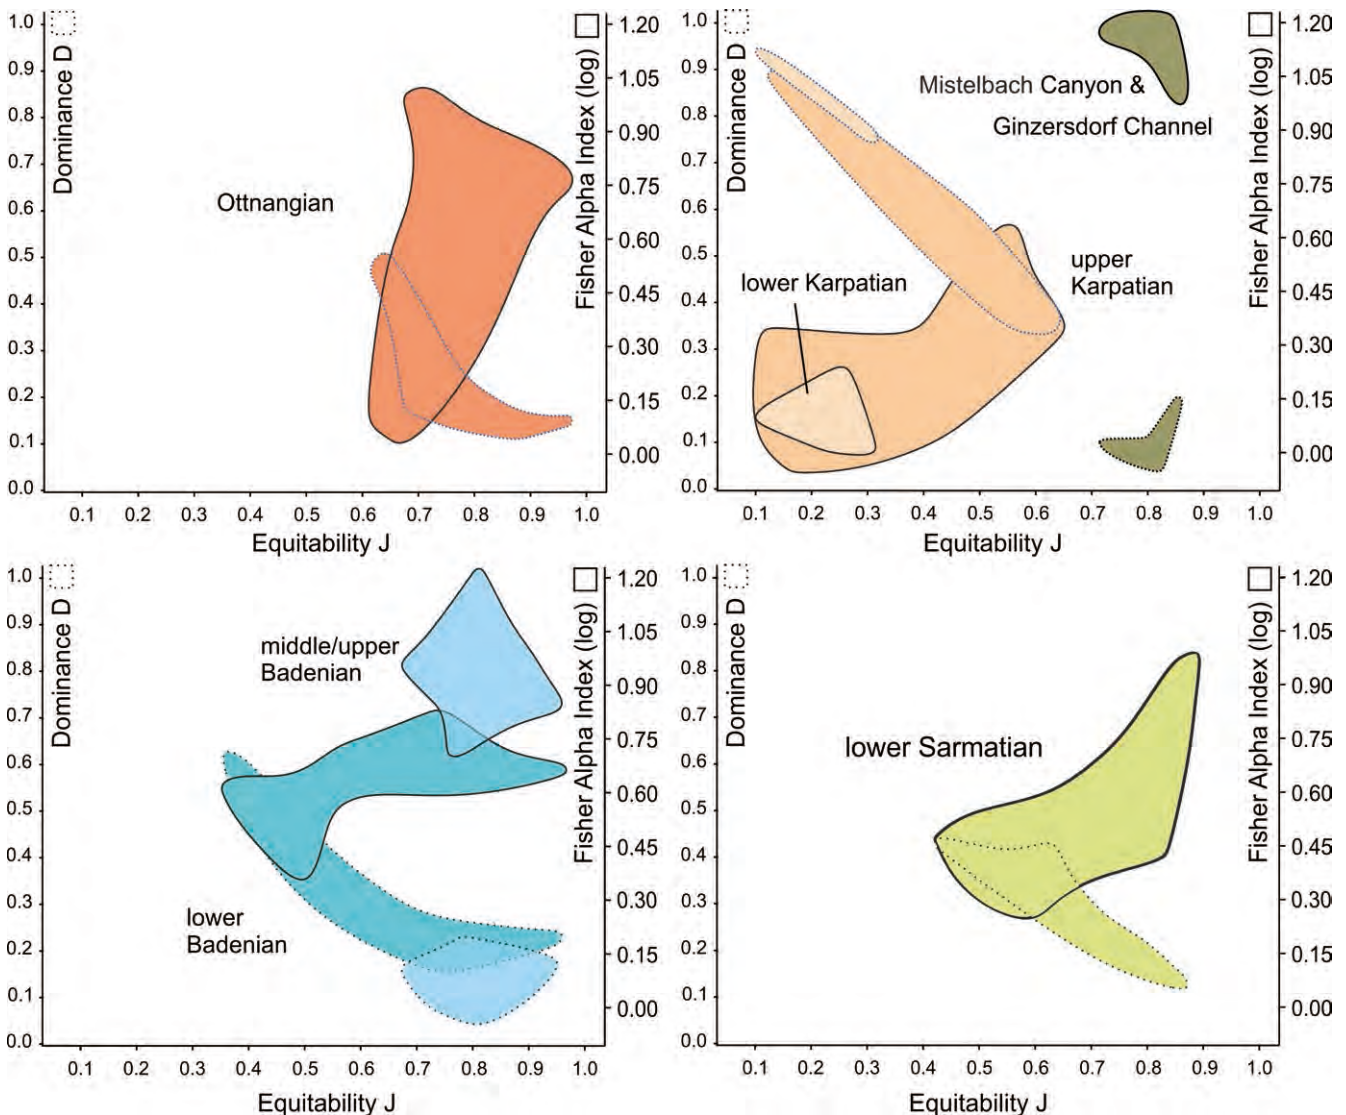 1.0
0.9
0.8
0.7
0.6
0.5
0.4
0.3
0.2
0.1
0.0
Dominance D
Ottnangian
Fisher Alpha Index (log)
1.20
1.05
0.90
0.75
0.60
0.45
0.30
0.15
0.00
0.1 0.2 0.3 0.4 0.5 0.6 0.7 0.8 0.9 1.0
Equitability J
1.0
0.9
0.8
0.7
0.6
0.5
0.4
0.3
0.2
0.1
0.0
Dominance D
Mistelbach Canyon &
Ginzersdorf Channel
lower Karpatian
upper
Karpatian
Fisher Alpha Index (log)
1.20
1.05
0.90
0.75
0.60
0.45
0.30
0.15
0.00
0.1 0.2 0.3 0.4 0.5 0.6 0.7 0.8 0.9 1.0
Equitability J
1.0
0.9
0.8
0.7
0.6
0.5
0.4
0.3
0.2
0.1
0.0
Dominance D
middle/upper
Badenian
lower
Badenian
Fisher Alpha Index (log)
1.20
1.05
0.90
0.75
0.60
0.45
0.30
0.15
0.00
0.1 0.2 0.3 0.4 0.5 0.6 0.7 0.8 0.9 1.0
Equitability J
1.0
0.9
0.8
0.7
0.6
0.5
0.4
0.3
0.2
0.1
0.0
Dominance D
lower Sarmatian
Fisher Alpha Index (log)
1.20
1.05
0.90
0.75
0.60
0.45
0.30
0.15
0.00
0.1 0.2 0.3 0.4 0.5 0.6 0.7 0.8 0.9 1.0
Equitability J